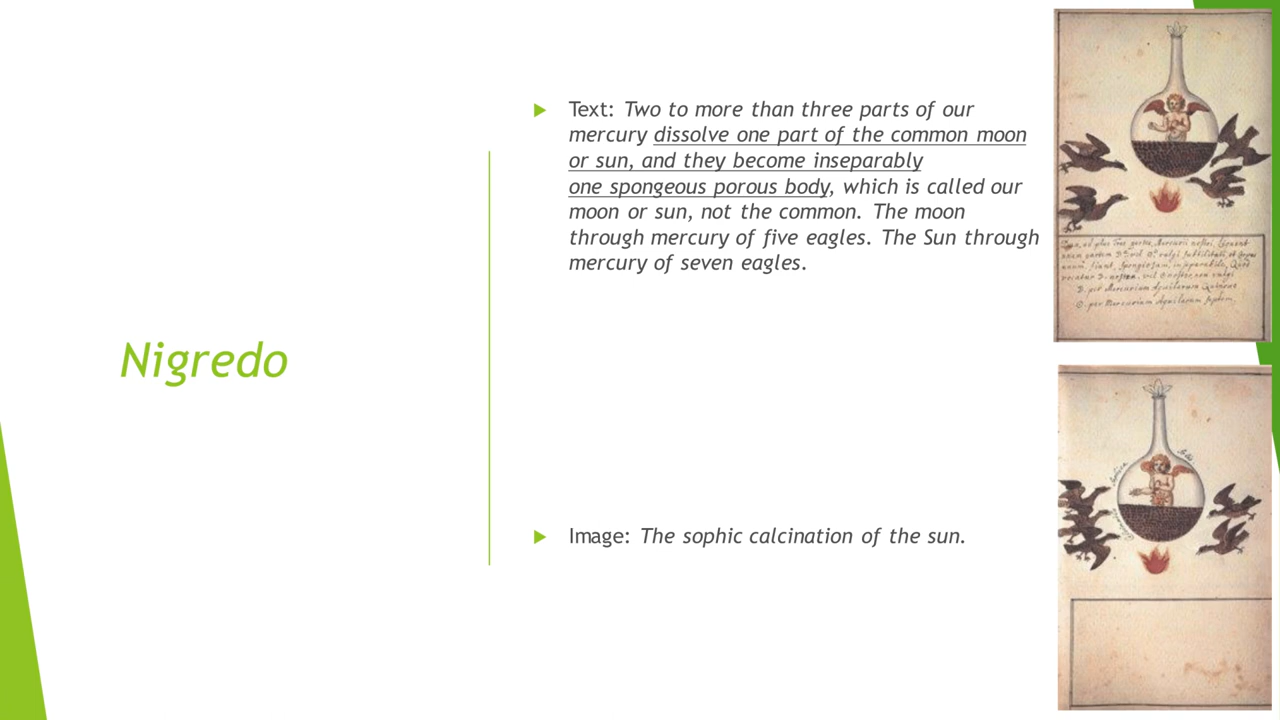 Nigredo
Text: Two to more than three parts of our
mercury dissolve one part of the common moon
or sun, and they become inseparably
one spongeous porous body, which is called our
moon or sun, not the common. The moon
through mercury of five eagles. The Sun through
mercury of seven eagles.
Image: The sophic calcination of the sun.